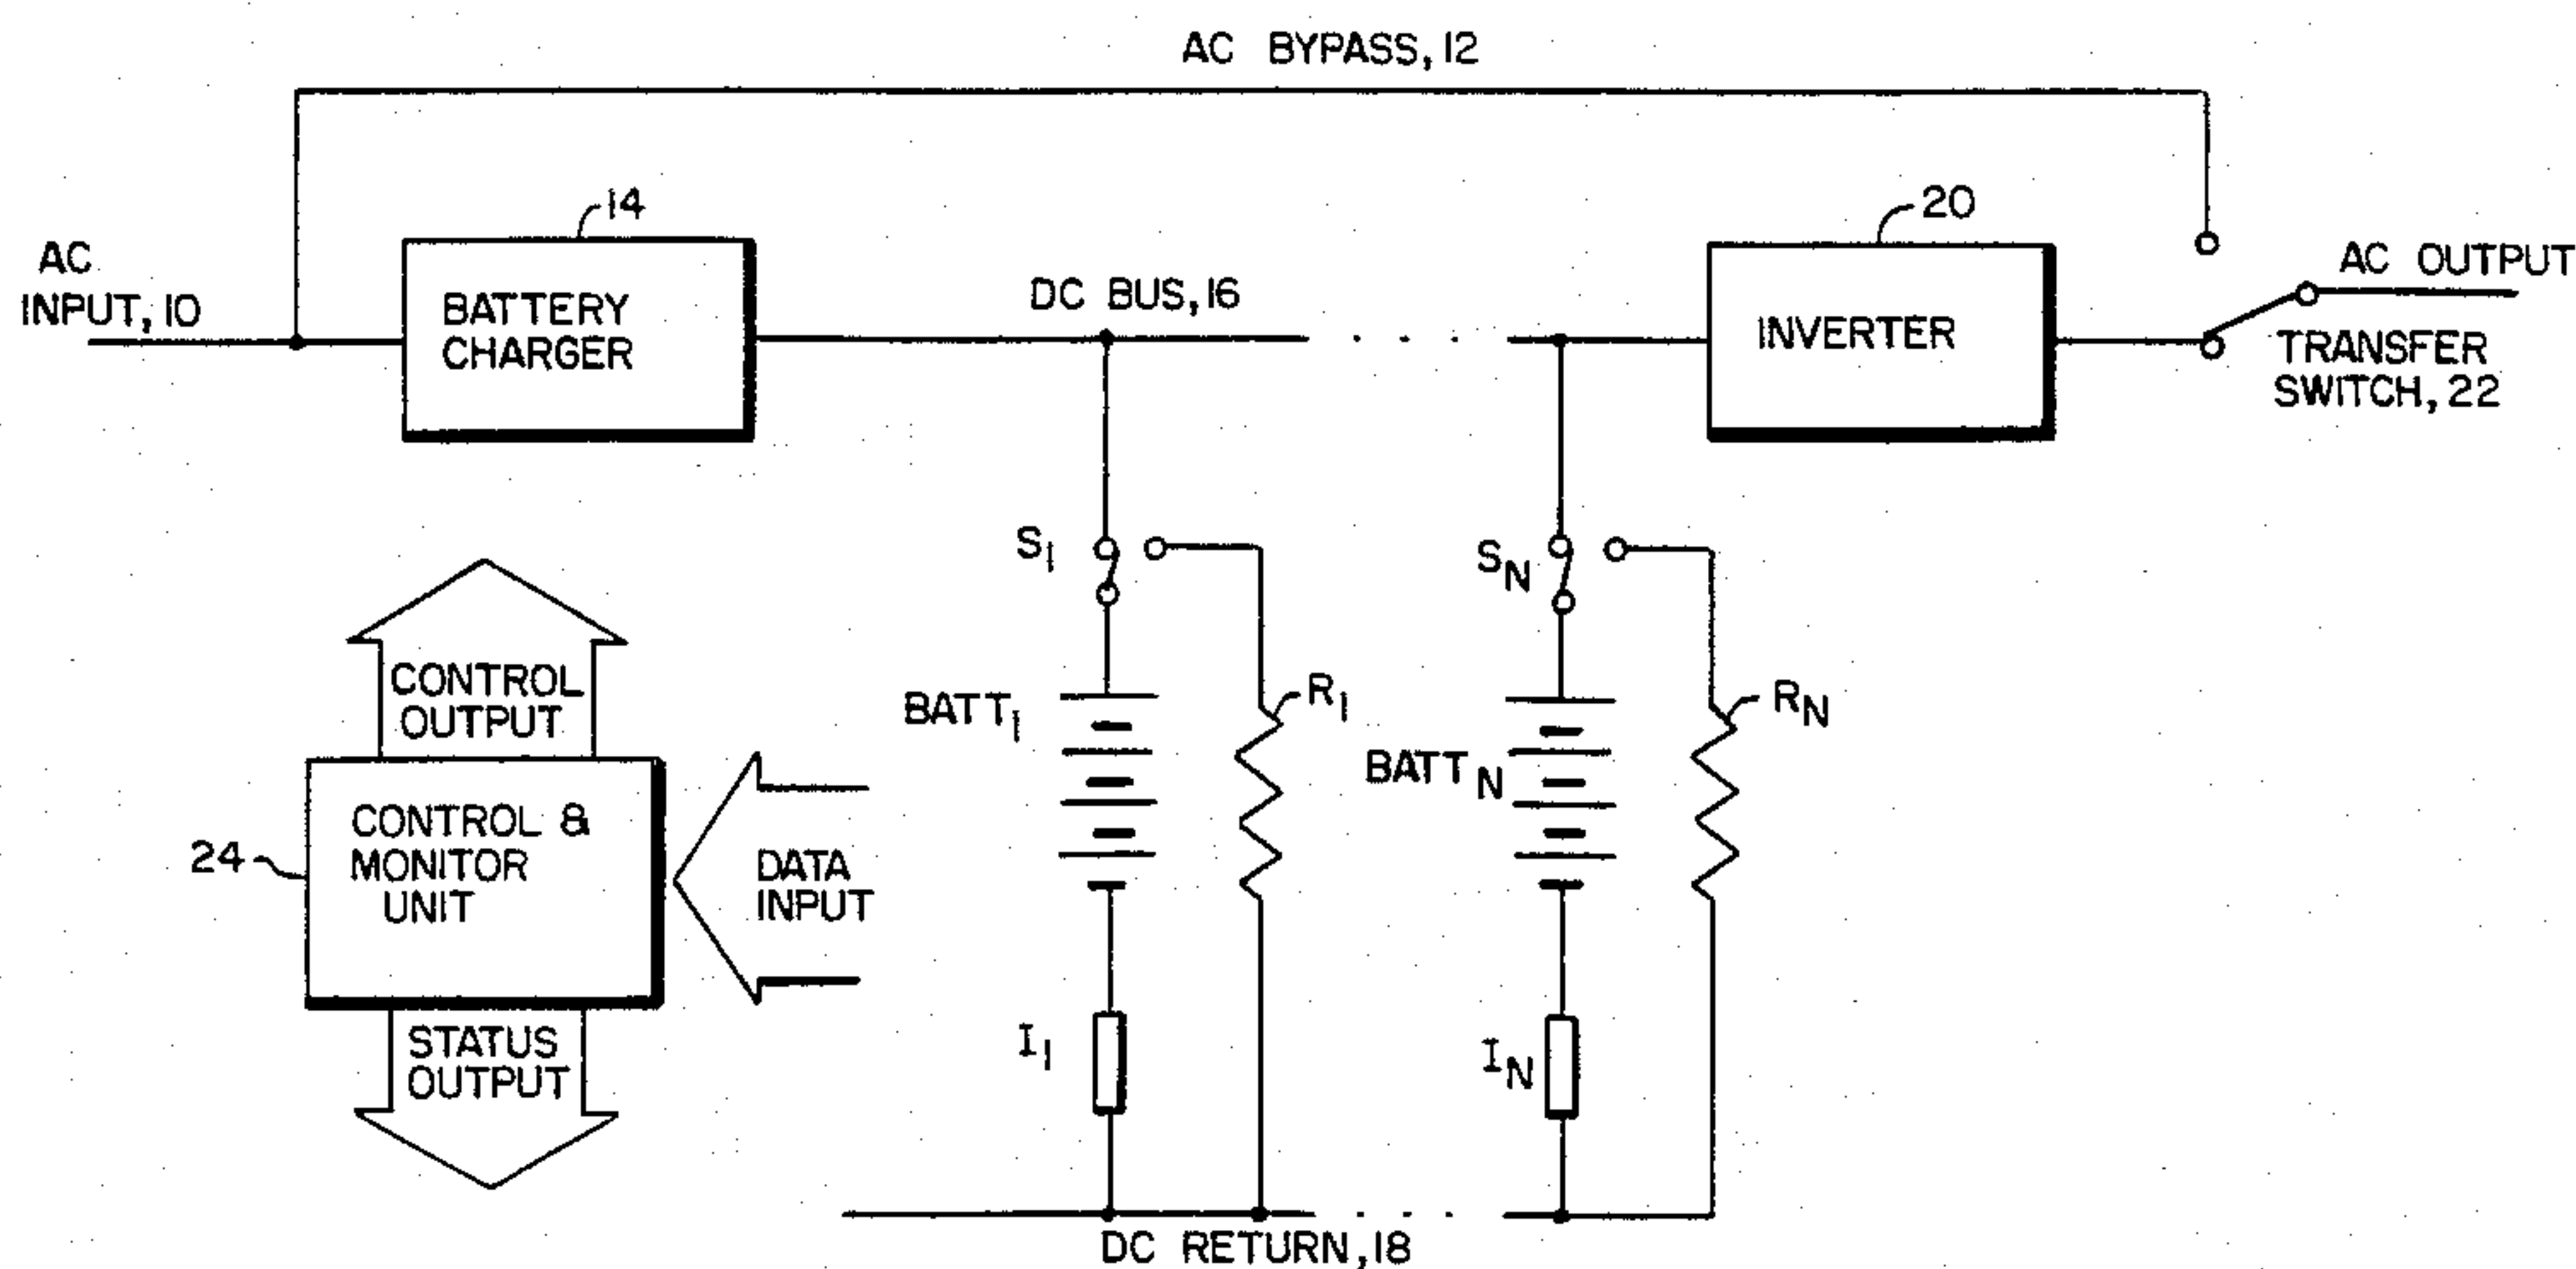 AC BYPASS, 12
14
20
AC
INPUT, 10
BATTERY
CHARGER
DC BUS, 16
INVERTER
AC OUTPUT
TRANSFER
SWITCH, 22
S1
SN
CONTROL
OUTPUT
BATT1
R1
BATTN
RN
24
CONTROL &
MONITOR
UNIT
DATA
INPUT
STATUS
OUTPUT
I1
IN
DC RETURN, 18